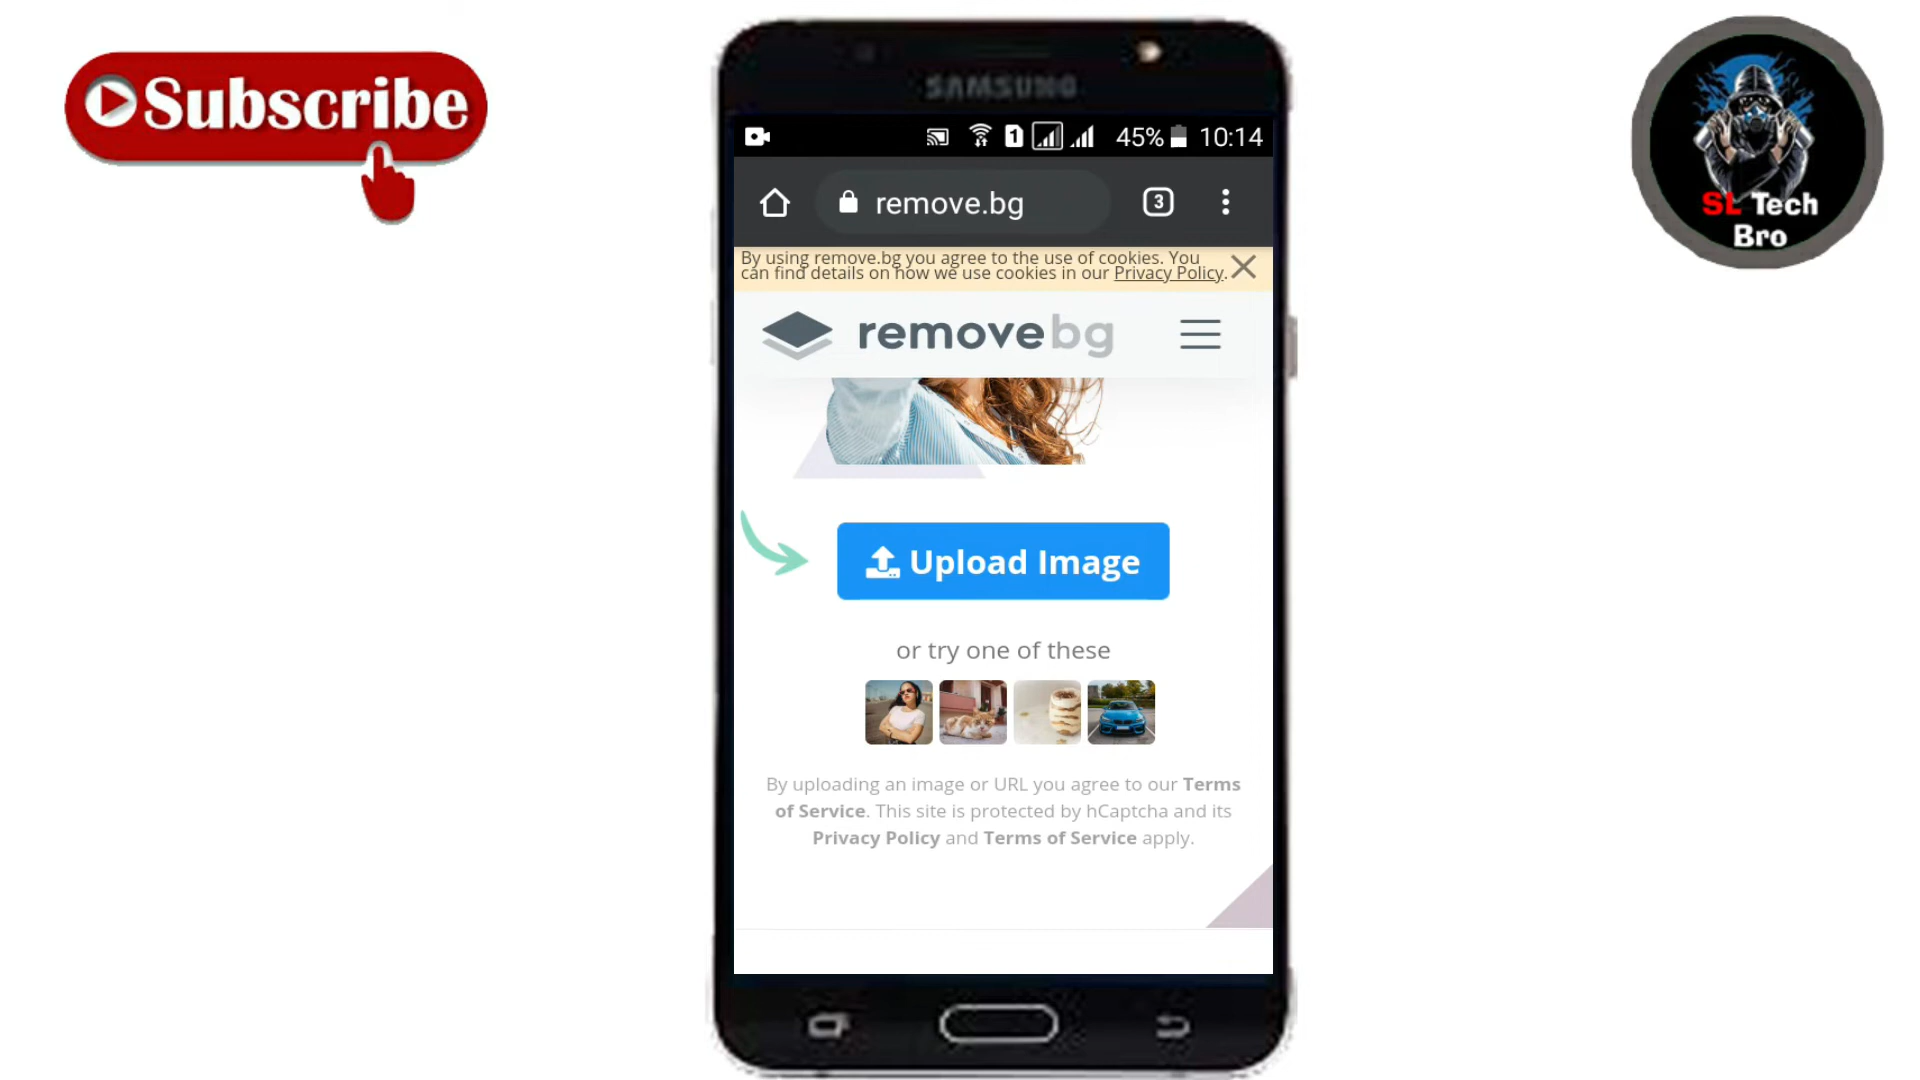 Subscribe
SAMSUNG
1
45%
10:14
remove.bg
3
By using remove.bg you agree to the use of cookies. You
can find details on how we use cookies in our Privacy Policy.
removebg
Upload Image
or try one of these
By uploading an image or URL you agree to our Terms
of Service. This site is protected by hCaptcha and its
Privacy Policy and Terms of Service apply.
SL Tech
Bro